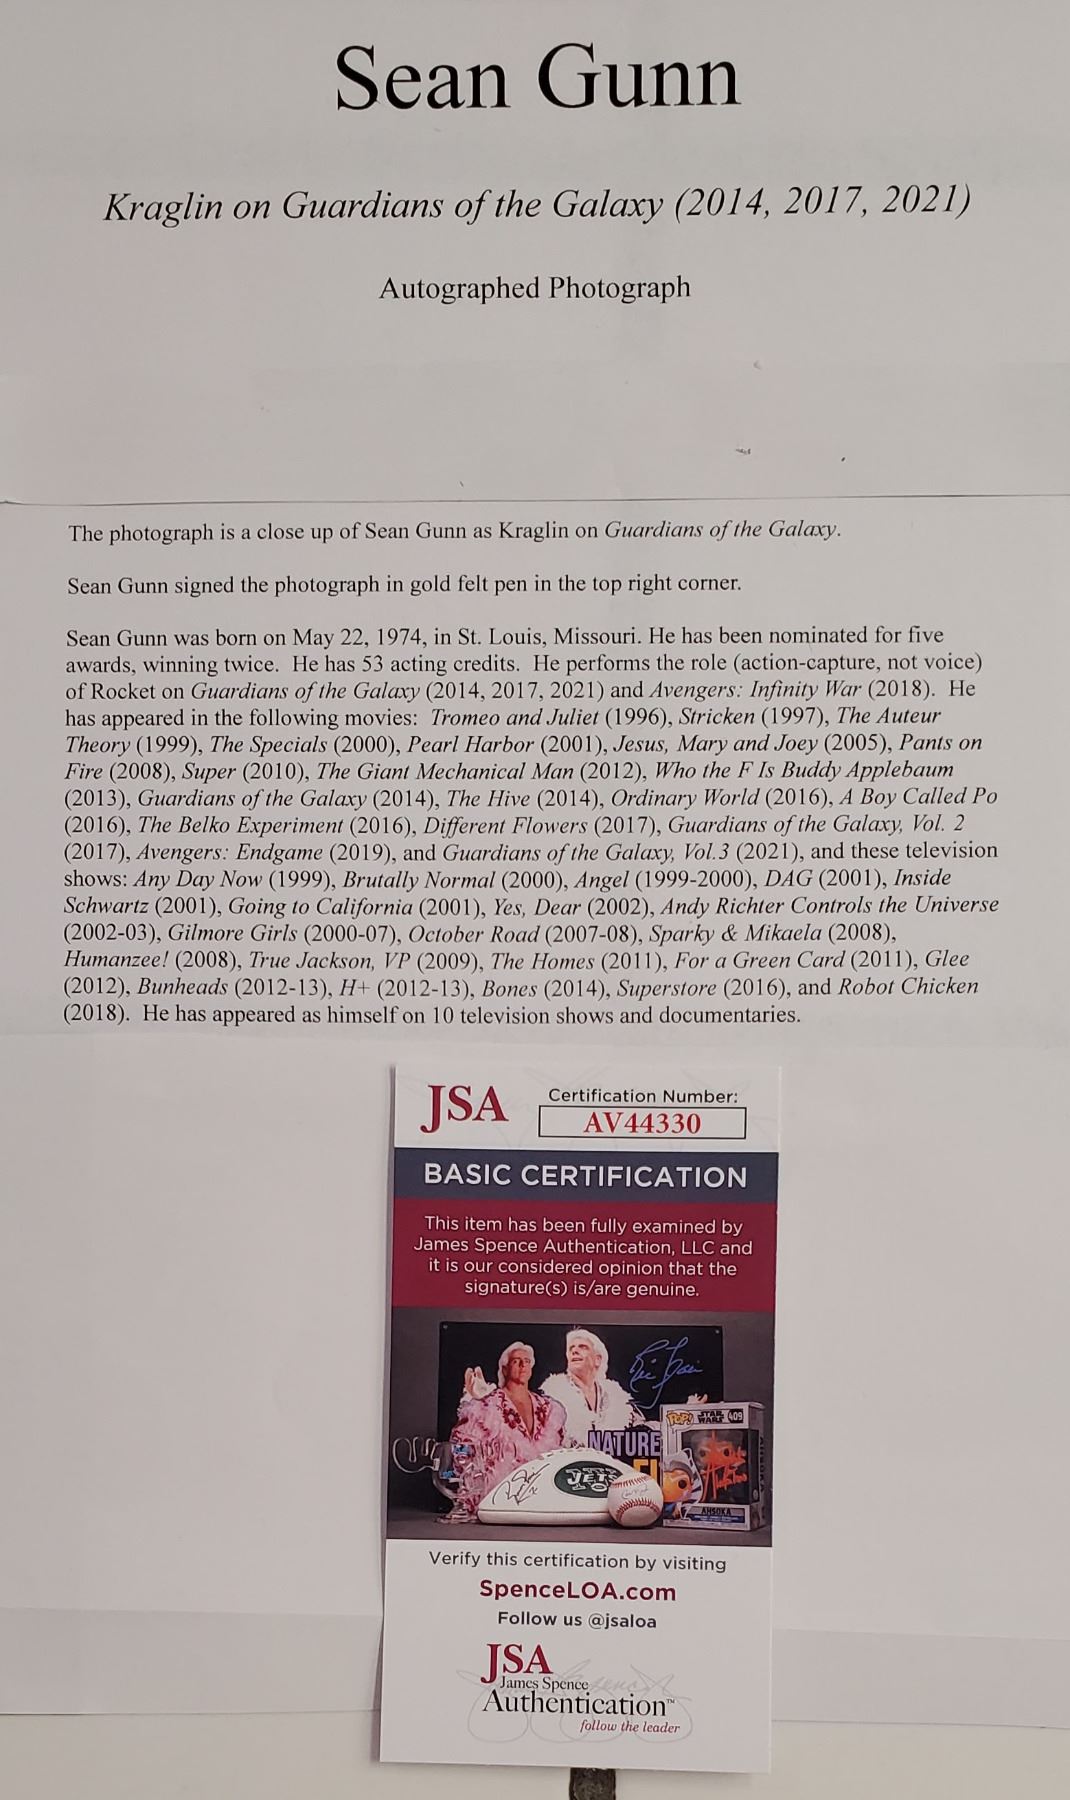 Sean Gunn
Kraglin on Guardians of the Galaxy (2014, 2017, 2021)
Autographed Photograph
The photograph is a close up of Sean Gunn as Kraglin on Guardians of the Galaxy.
Sean Gunn signed the photograph in gold felt pen in the top right corner.
Sean Gunn was born on May 22, 1974, in St. Louis, Missouri. He has been nominated for five
awards, winning twice. He has 53 acting credits. He performs the role (action-capture, not voice)
of Rocket on Guardians of the Galaxy (2014, 2017, 2021) and Avengers: Infinity War (2018). He
has appeared in the following movies: Tromeo and Juliet (1996), Stricken (1997), The Auteur
Theory (1999), The Specials (2000), Pearl Harbor (2001), Jesus, Mary and Joey (2005), Pants on
Fire (2008), Super (2010), The Giant Mechanical Man (2012), Who the F Is Buddy Applebaum
(2013), Guardians of the Galaxy (2014), The Hive (2014), Ordinary World (2016), A Boy Called Po
(2016), The Belko Experiment (2016), Different Flowers (2017), Guardians of the Galaxy, Vol. 2
(2017), Avengers: Endgame (2019), and Guardians of the Galaxy, Vol.3 (2021), and these television
shows: Any Day Now (1999), Brutally Normal (2000), Angel (1999-2000), DAG (2001), Inside
Schwartz (2001), Going to California (2001), Yes, Dear (2002), Andy Richter Controls the Universe
(2002-03), Gilmore Girls (2000-07), October Road (2007-08), Sparky & Mikaela (2008),
Humanzee! (2008), True Jackson, VP (2009), The Homes (2011), For a Green Card (2011), Glee
(2012), Bunheads (2012-13), H+ (2012-13), Bones (2014), Superstore (2016), and Robot Chicken
(2018). He has appeared as himself on 10 television shows and documentaries.
JSA
Certification Number:
AV44330
BASIC CERTIFICATION
This item has been fully examined by
James Spence Authentication, LLC and
it is our considered opinion that the
signature(s) is/are genuine.
POP! STAR WARS 409
NATURE
JETS
AHSOKA
Verify this certification by visiting
SpenceLOA.com
Follow us @jsaloa
JSA
James Spence
Authentication™
follow the leader